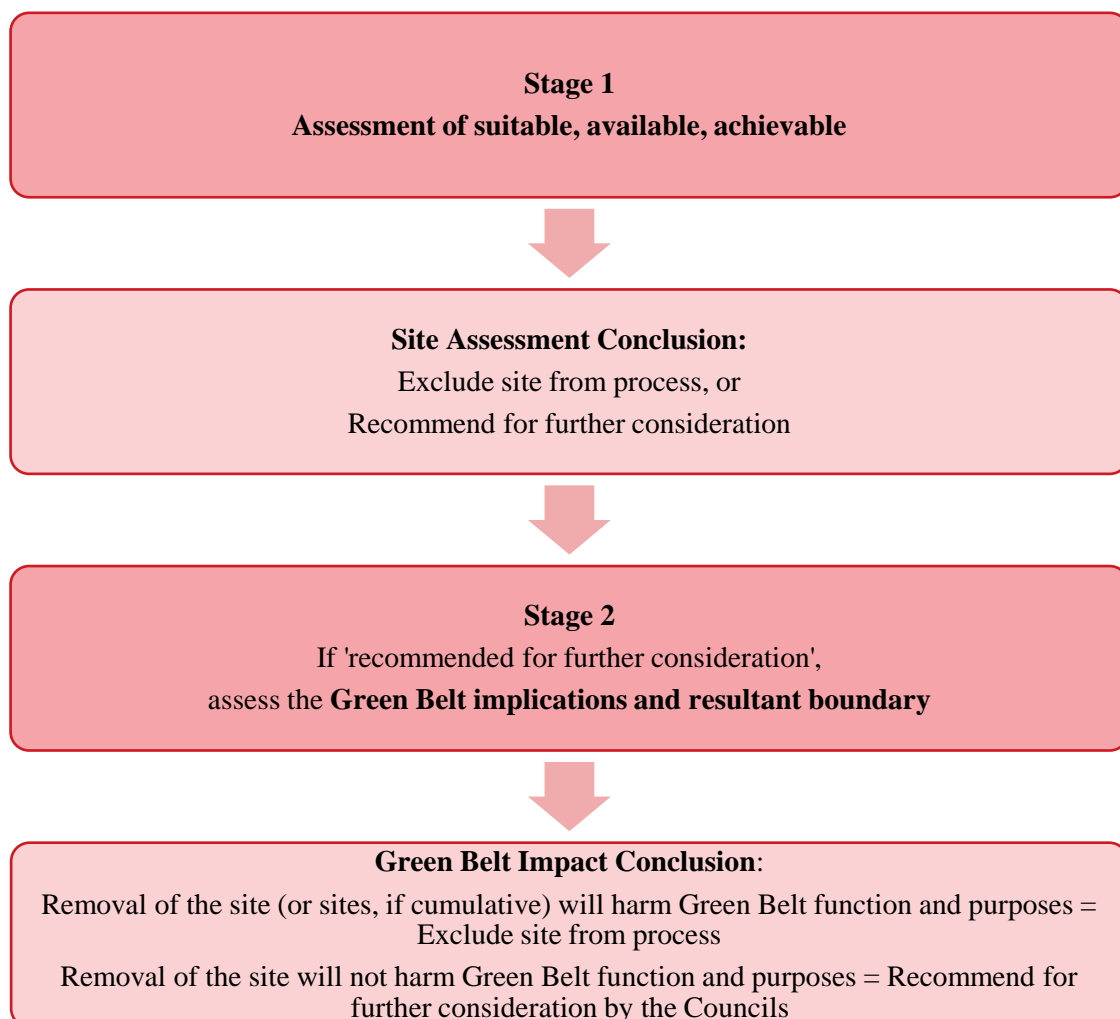 Stage 1
Assessment of suitable, available, achievable
Site Assessment Conclusion:
Exclude site from process, or
Recommend for further consideration
Stage 2
If 'recommended for further consideration',
assess the Green Belt implications and resultant boundary
Green Belt Impact Conclusion:
Removal of the site (or sites, if cumulative) will harm Green Belt function and purposes =
Exclude site from process
Removal of the site will not harm Green Belt function and purposes = Recommend for
further consideration by the Councils